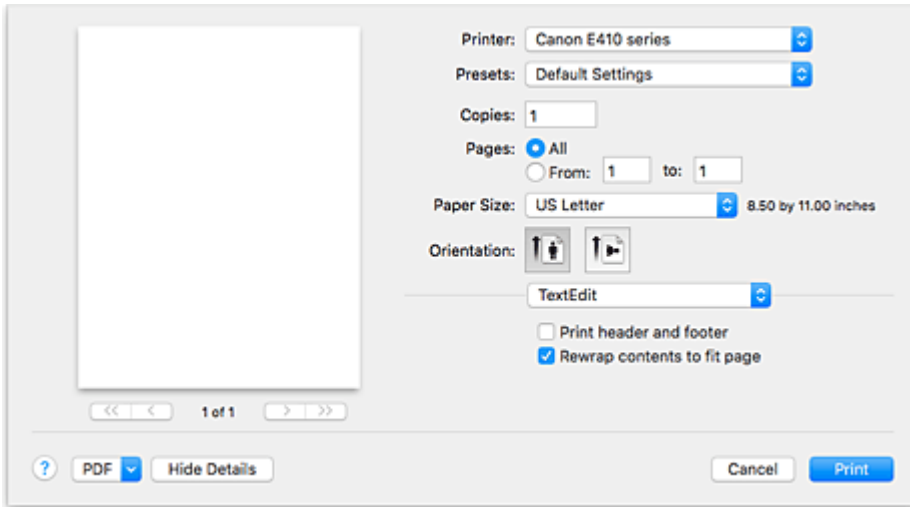 Printer: Canon E410 series
Presets: Default Settings
Copies: 1
Pages: All
From: 1 to: 1
Paper Size: US Letter 8.50 by 11.00 inches
Orientation:
TextEdit
Print header and footer
Rewrap contents to fit page
<< < 1 of 1 > >>
? PDF Hide Details Cancel Print